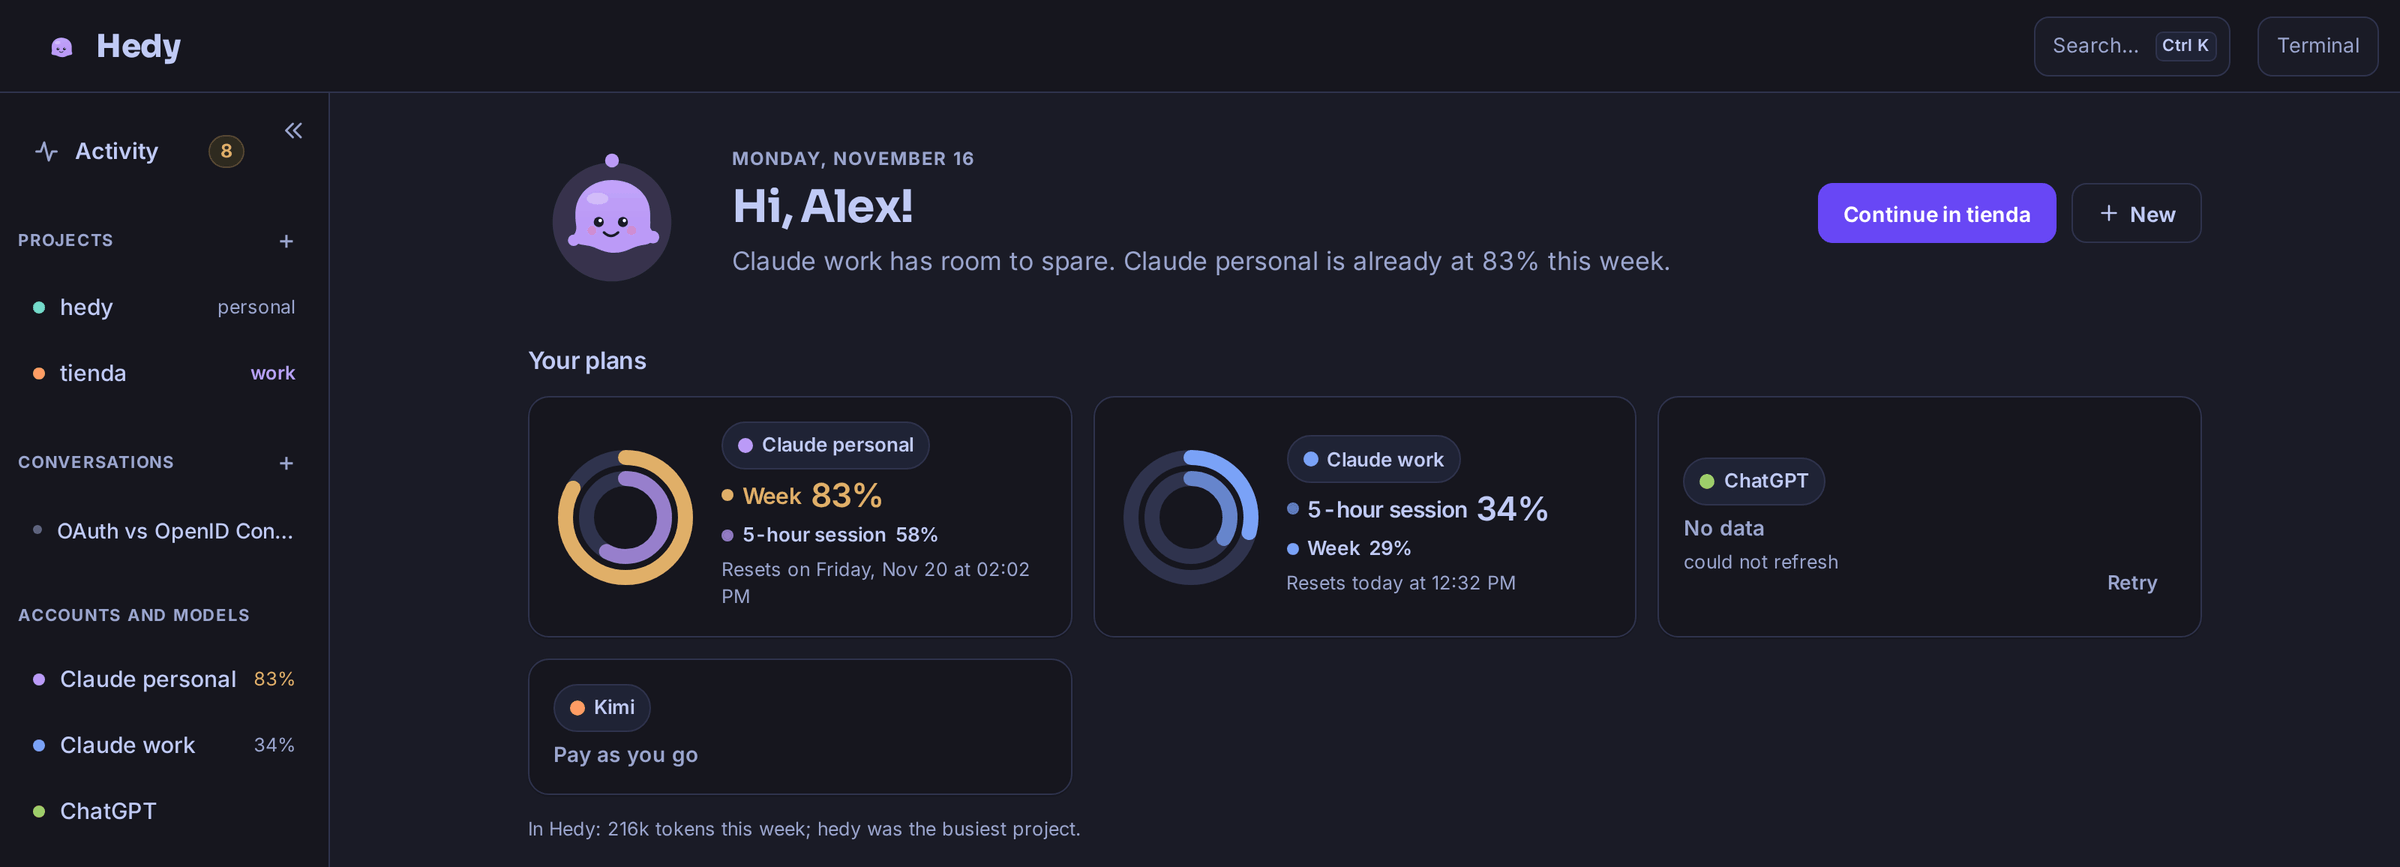 Hedy
Search... Ctrl K
Terminal
Activity 8
PROJECTS +
hedy personal
tienda work
CONVERSATIONS +
OAuth vs OpenID Con...
ACCOUNTS AND MODELS
Claude personal 83%
Claude work 34%
ChatGPT
MONDAY, NOVEMBER 16
Hi, Alex!
Claude work has room to spare. Claude personal is already at 83% this week.
Continue in tienda
+ New
Your plans
Claude personal
Week 83%
5-hour session 58%
Resets on Friday, Nov 20 at 02:02
PM
Claude work
5-hour session 34%
Week 29%
Resets today at 12:32 PM
ChatGPT
No data
could not refresh
Retry
Kimi
Pay as you go
In Hedy: 216k tokens this week; hedy was the busiest project.